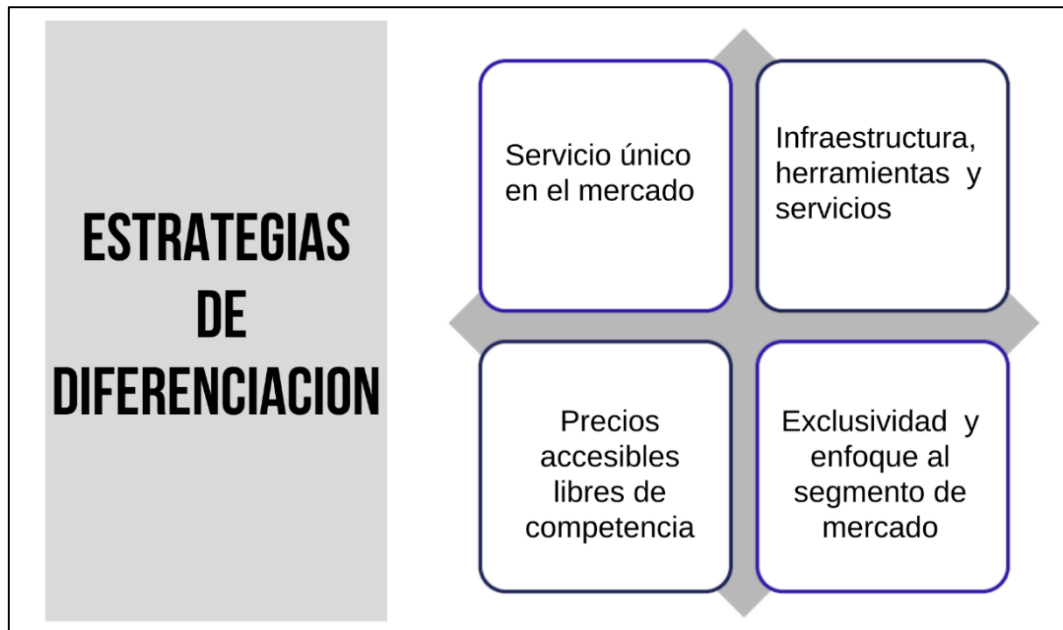 ESTRATEGIAS
DE
DIFERENCIACION
Servicio único
en el mercado
Infraestructura,
herramientas y
servicios
Precios
accesibles
libres de
competencia
Exclusividad y
enfoque al
segmento de
mercado